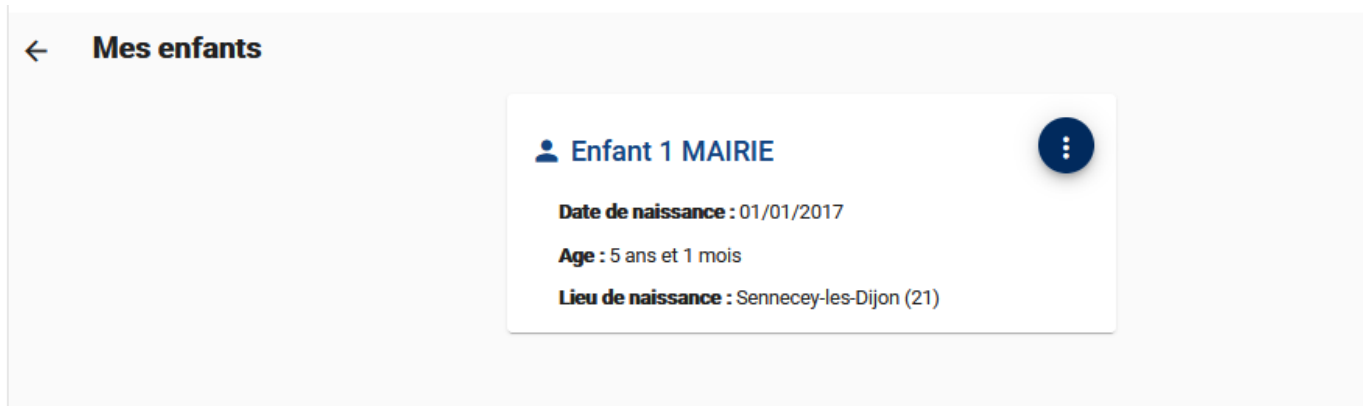 Mes enfants
Enfant 1 MAIRIE
Date de naissance : 01/01/2017
Age : 5 ans et 1 mois
Lieu de naissance : Sennecey-les-Dijon (21)